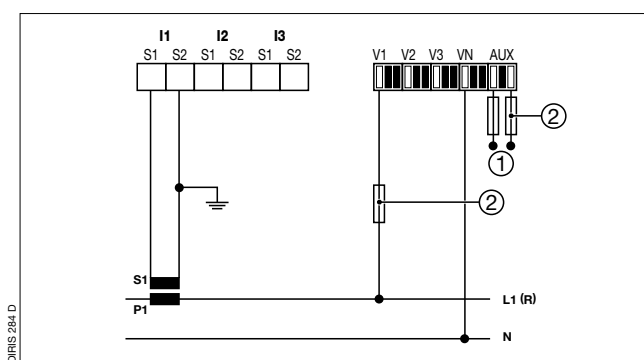 I1 I2 I3
S1 S2 S1 S2 S1 S2
V1 V2 V3 VN AUX
2
1
2
S1
P1
L1 (R)
N
DIRIS 284 D